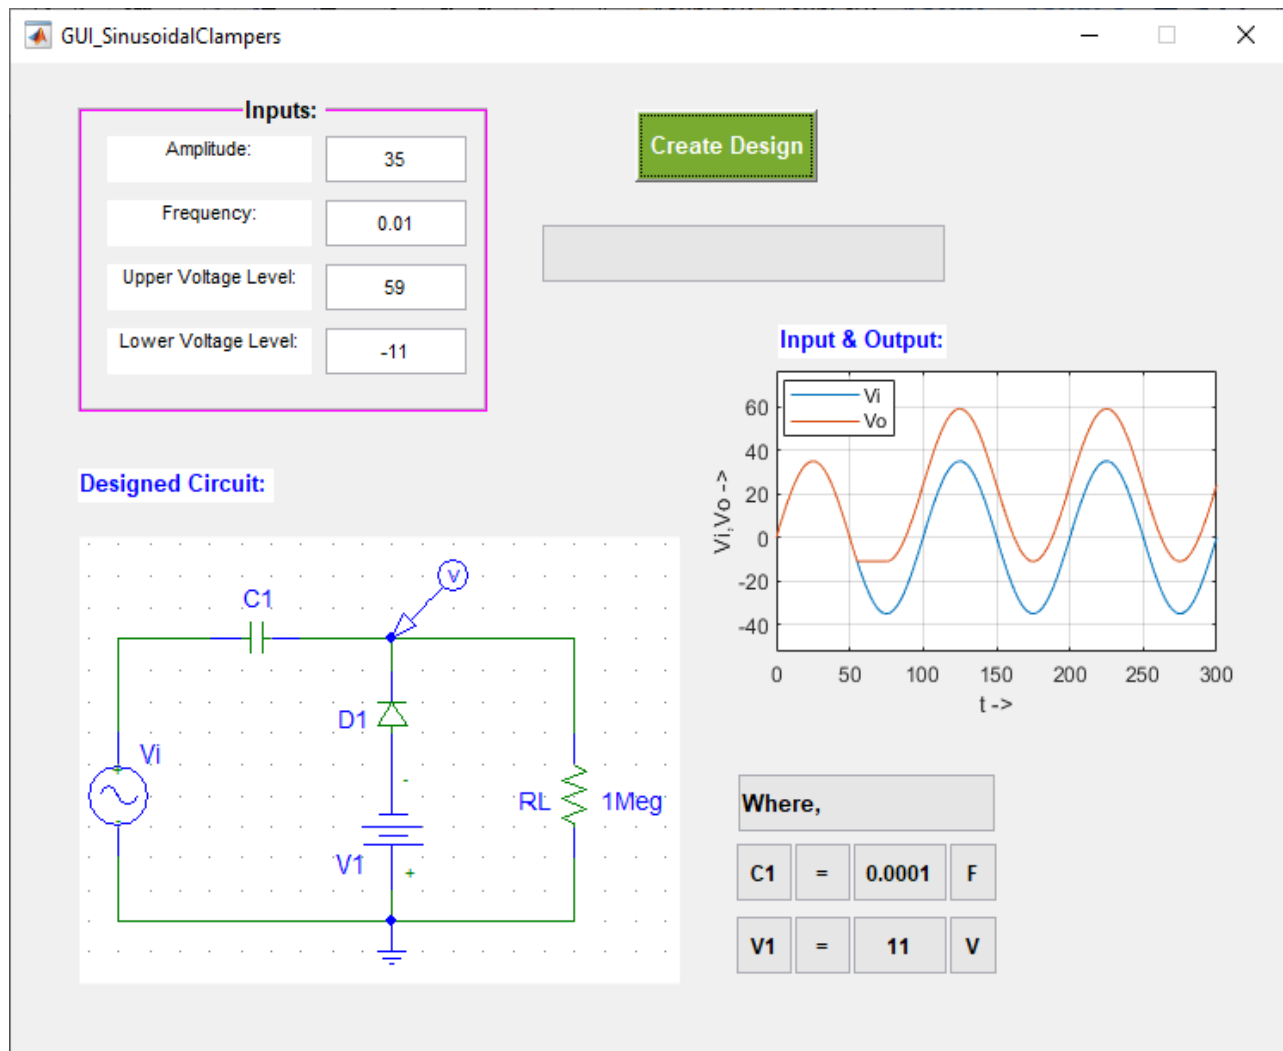 GUI_SinusoidalClampers
Inputs:
Amplitude: 35
Frequency: 0.01
Upper Voltage Level: 59
Lower Voltage Level: -11
Create Design
Input & Output:
Vi
Vo
60
40
20
0
-20
-40
Vi,Vo ->
0 50 100 150 200 250 300
t ->
Designed Circuit:
V
C1
D1
Vi
+
-
-
RL 1Meg
V1
+
Where,
C1 = 0.0001 F
V1 = 11 V